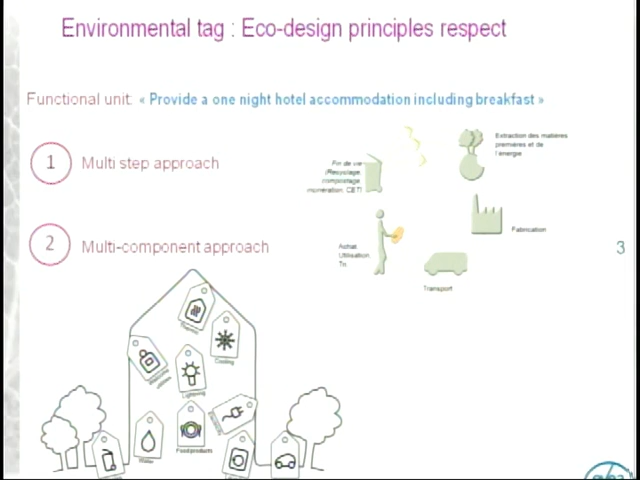 Environmental tag : Eco-design principles respect
Functional unit: « Provide a one night hotel accommodation including breakfast »
1 Multi step approach
Extraction des matières
premières et de
l'énergie
Fin de vie
(Recyclage,
compostage,
incinération, CET)
Fabrication
2 Multi-component approach
Achat
Utilisation
Tri
3
Transport
Cooling
Lightening
Water
Food products